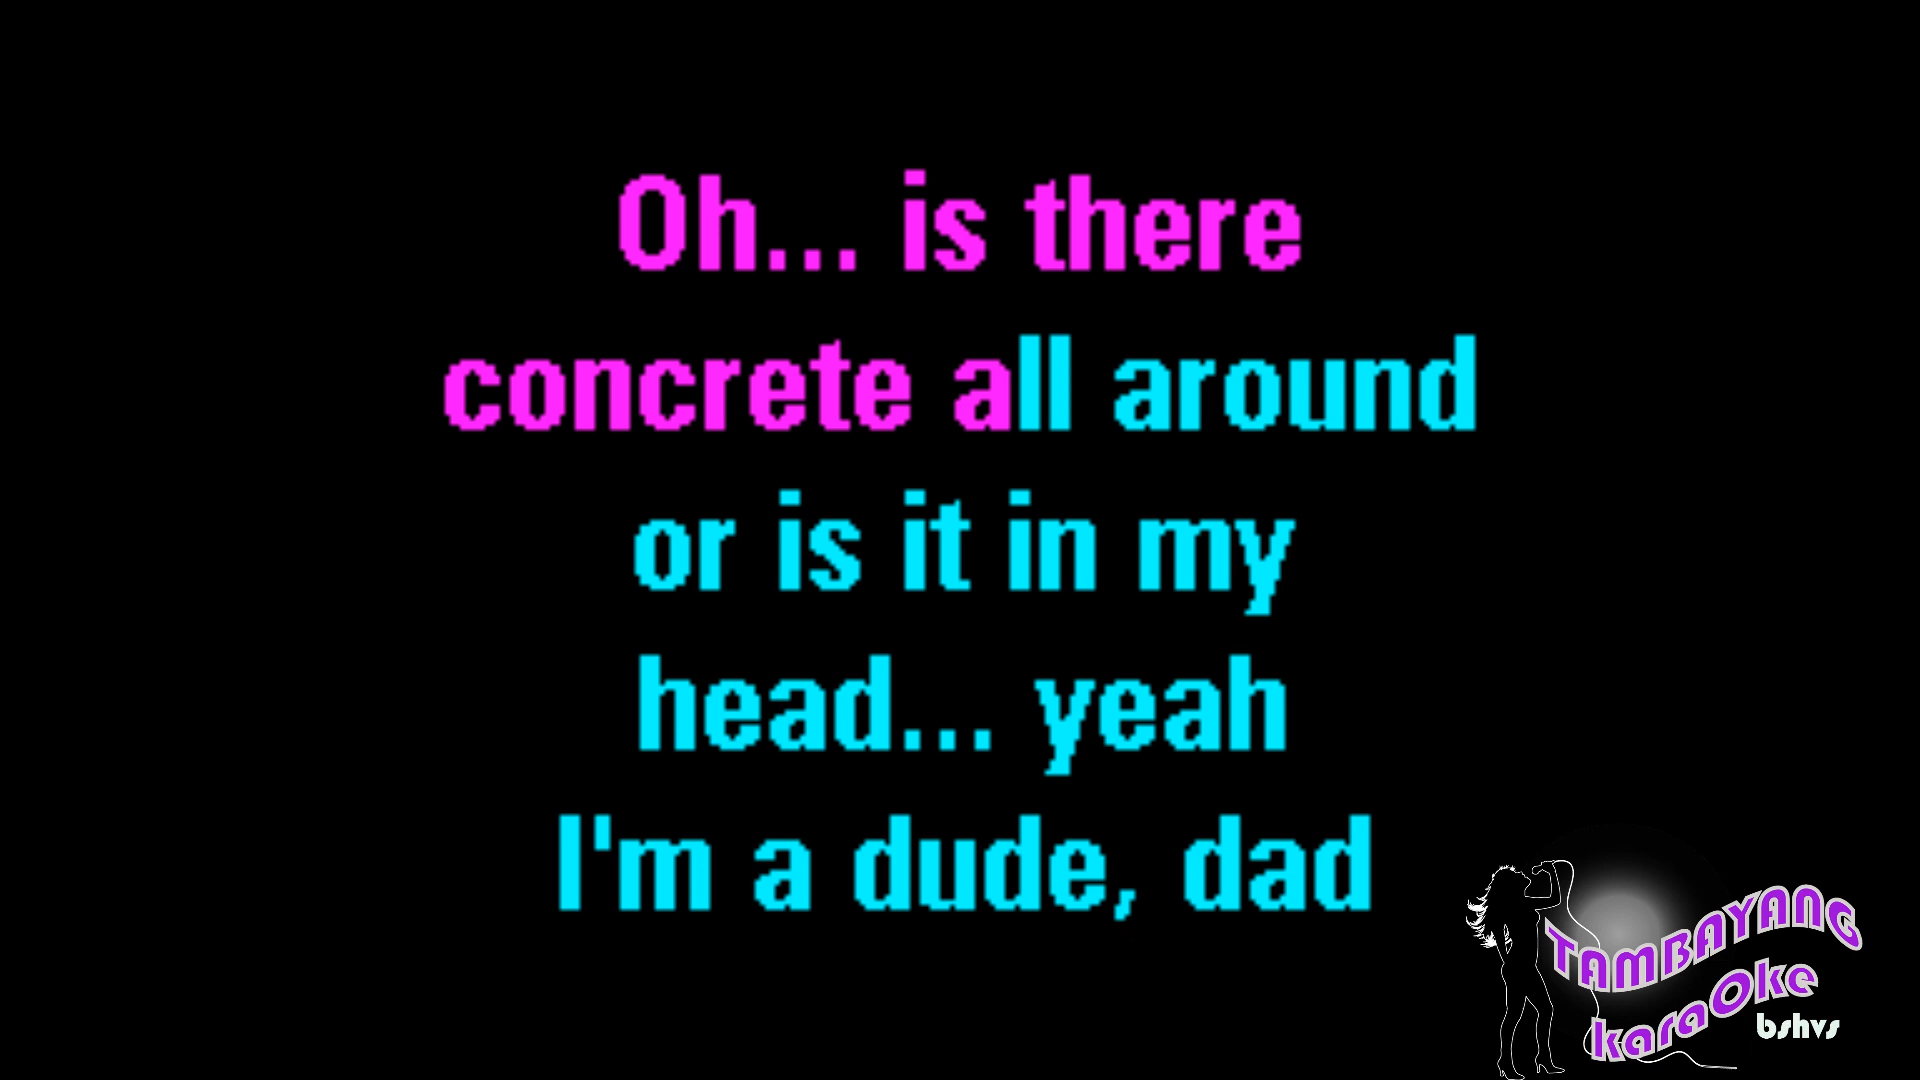 Oh... is there
concrete all around
or is it in my
head... yeah
I'm a dude, dad
TAMBAYANG
karaOke
bshvs